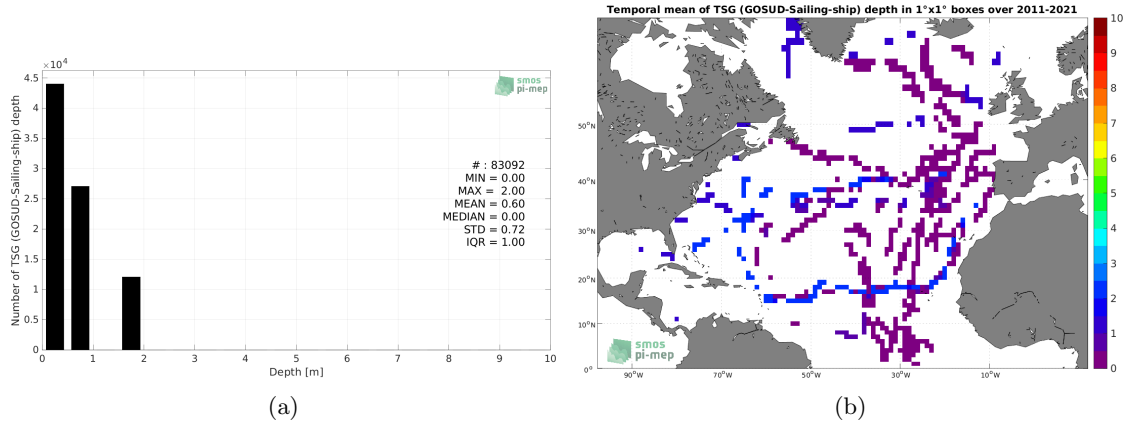 ×10⁴
4.5
4
3.5
3
2.5
2
1.5
1
0.5
0
Number of TSG (GOSUD-Sailing-ship) depth
smos
pi-mep
# : 83092
MIN = 0.00
MAX = 2.00
MEAN = 0.60
MEDIAN = 0.00
STD = 0.72
IQR = 1.00
0 1 2 3 4 5 6 7 8 9 10
Depth [m]
(a)
Temporal mean of TSG (GOSUD-Sailing-ship) depth in 1°x1° boxes over 2011-2021
50°N
40°N
30°N
20°N
10°N
0°
90°W 70°W 50°W 30°W 10°W
smos
pi-mep
10
9
8
7
6
5
4
3
2
1
0
(b)